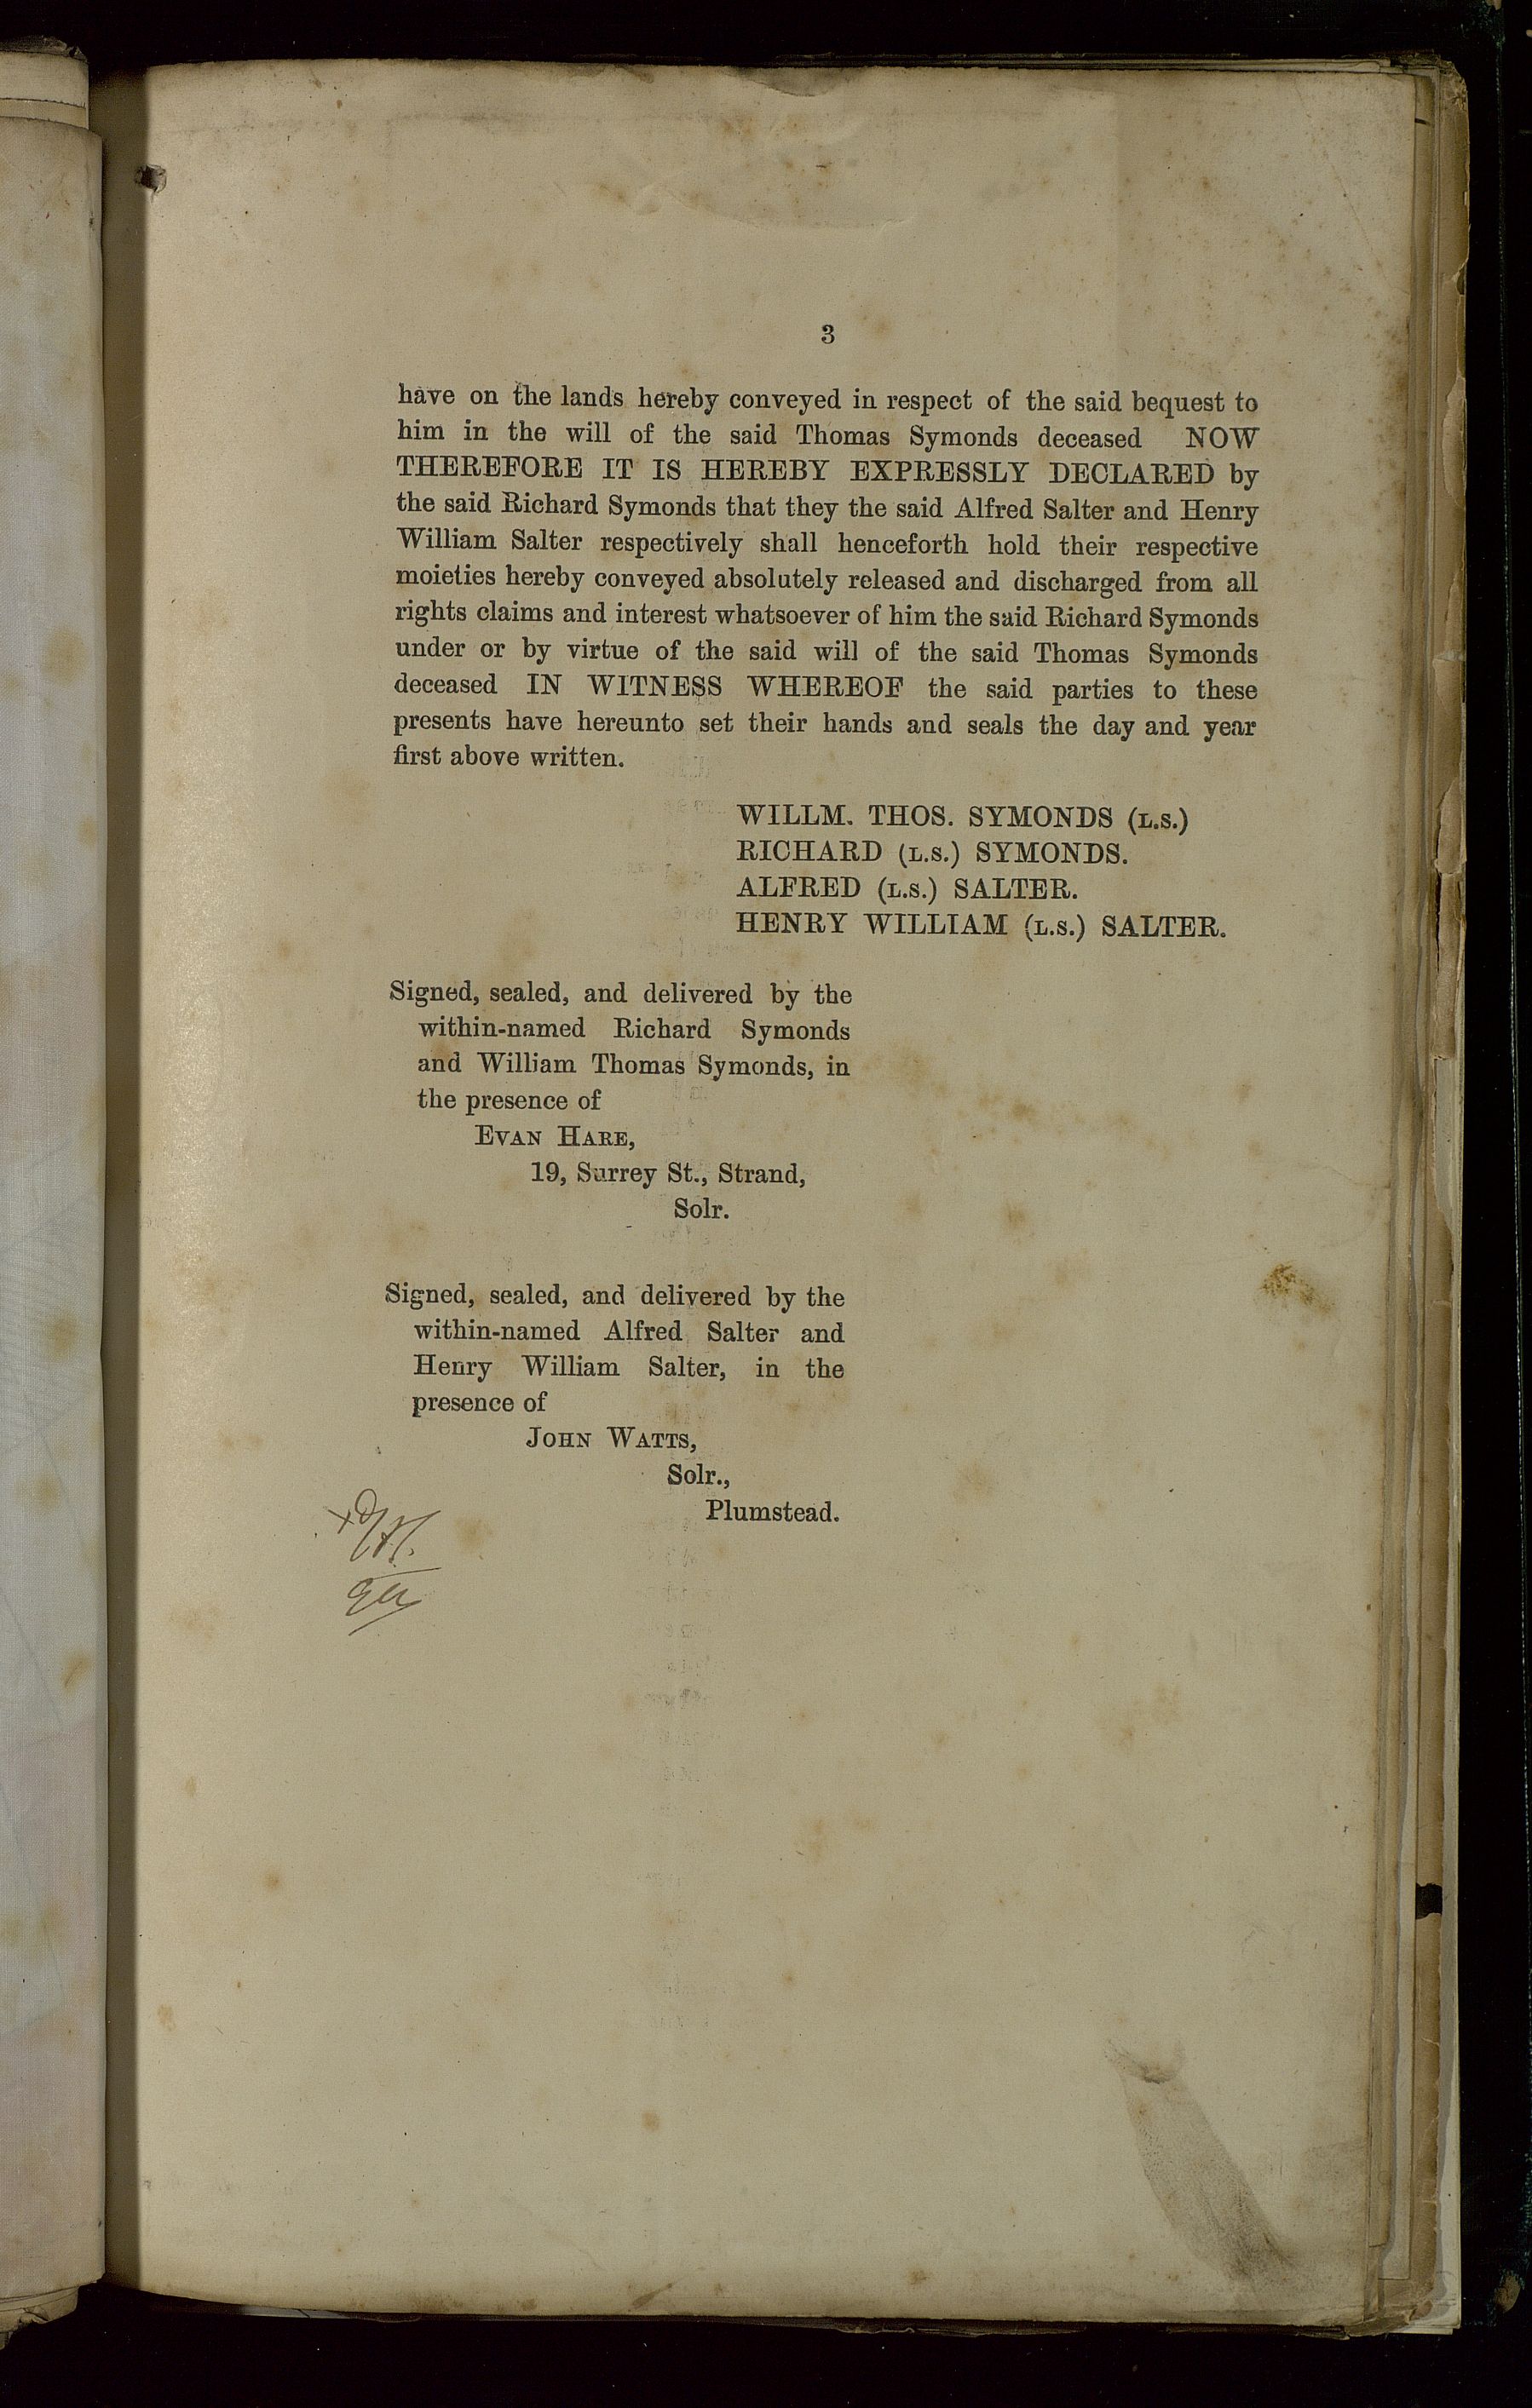 3
have on the lands hereby conveyed in respect of the said bequest to
him in the will of the said Thomas Symonds deceased NOW
THEREFORE IT IS HEREBY EXPRESSLY DECLARED by
the said Richard Symonds that they the said Alfred Salter and Henry
William Salter respectively shall henceforth hold their respective
moieties hereby conveyed absolutely released and discharged from all
rights claims and interest whatsoever of him the said Richard Symonds
under or by virtue of the said will of the said Thomas Symonds
deceased IN WITNESS WHEREOF the said parties to these
presents have hereunto set their hands and seals the day and year
first above written.
WILLM. THOS. SYMONDS (L.S.)
RICHARD (L.S.) SYMONDS.
ALFRED (L.S.) SALTER.
HENRY WILLIAM (L.S.) SALTER.
Signed, sealed, and delivered by the
within-named Richard Symonds
and William Thomas Symonds, in
the presence of
EVAN HARE,
19, Surrey St., Strand,
Solr.
Signed, sealed, and delivered by the
within-named Alfred Salter and
Henry William Salter, in the
presence of
JOHN WATTS,
Solr.,
Plumstead.